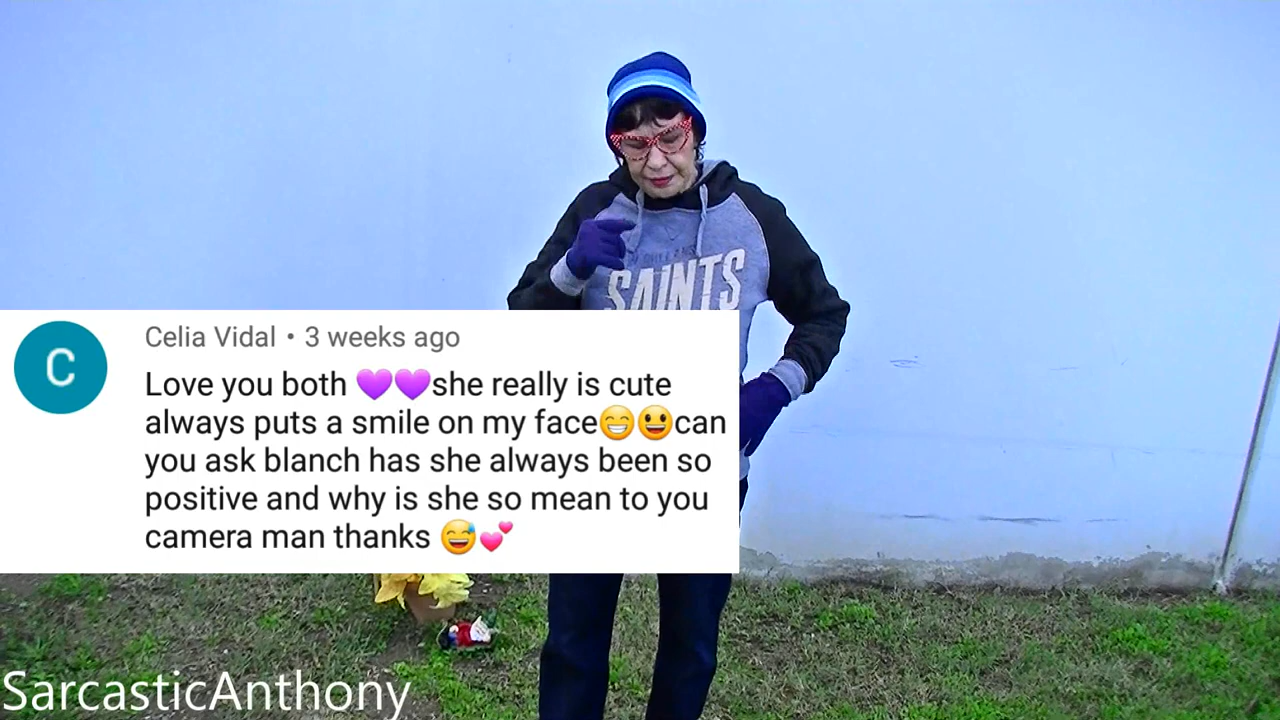 SAINTS
Celia Vidal • 3 weeks ago
C
Love you both 💜💜she really is cute
always puts a smile on my face😁😃can
you ask blanch has she always been so
positive and why is she so mean to you
camera man thanks 😅💕
SarcasticAnthony